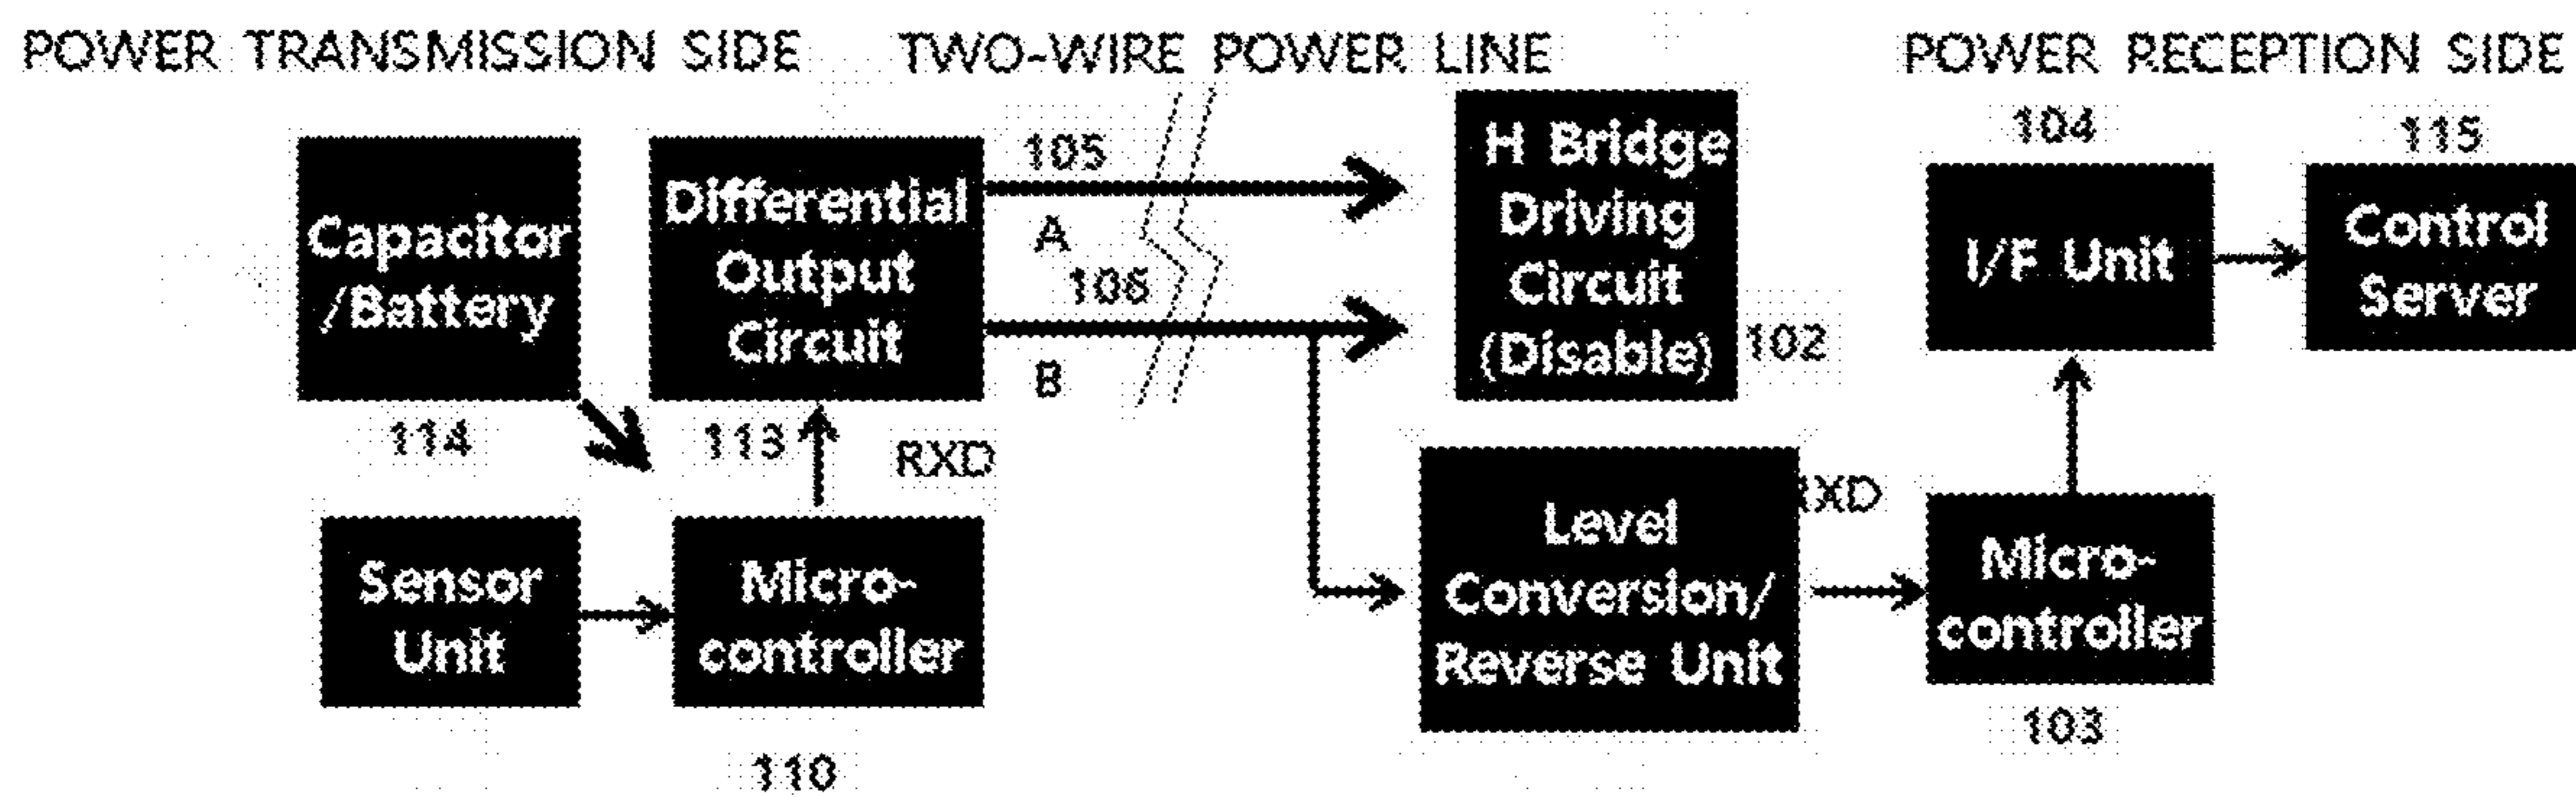 POWER TRANSMISSION SIDE
TWO-WIRE POWER LINE
POWER RECEPTION SIDE
Capacitor
/Battery
114
Differential
Output
Circuit
113
RXD
Sensor
Unit
Micro-
controller
110
105
A
106
B
H Bridge
Driving
Circuit
(Disable)
102
Level
Conversion/
Reverse Unit
RXD
104
I/F Unit
115
Control
Server
Micro-
controller
103